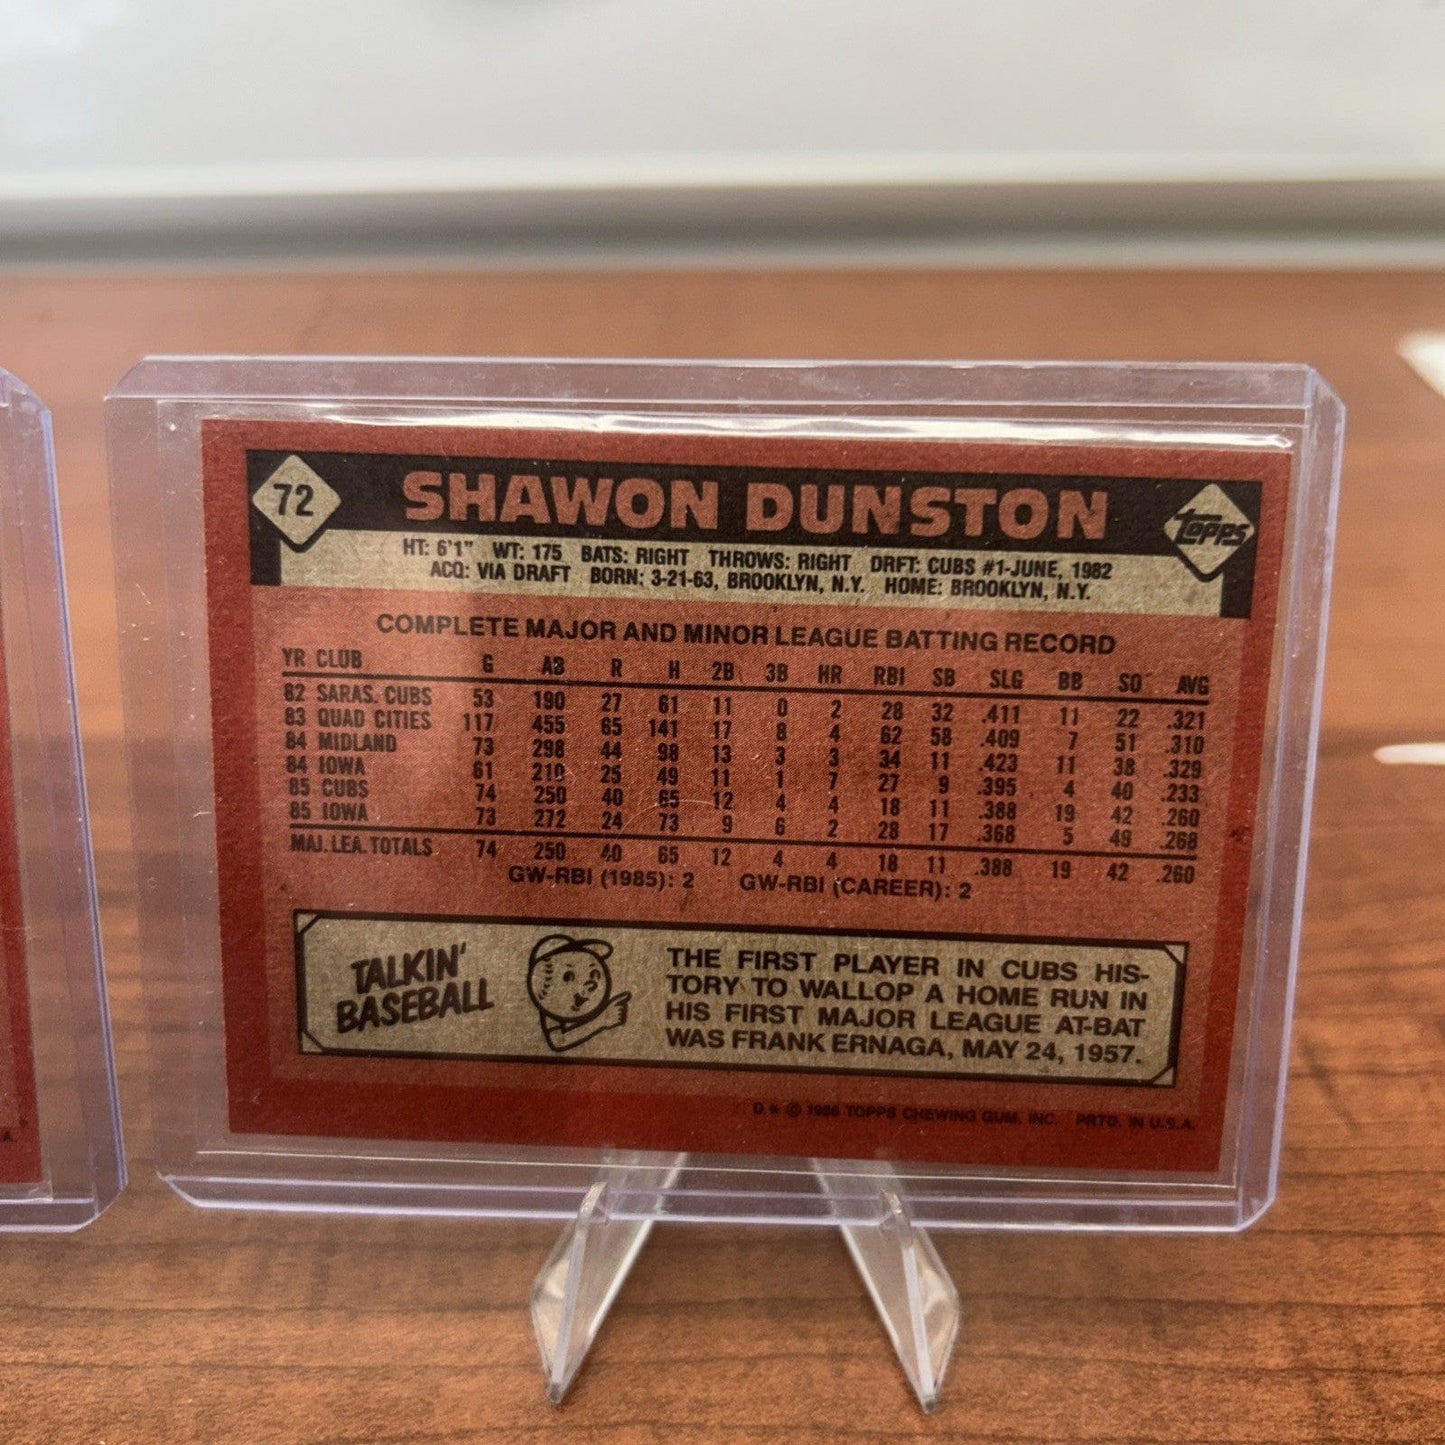 72
SHAWON DUNSTON
TOPPS
HT: 6'1" WT: 175 BATS: RIGHT THROWS: RIGHT DRFT: CUBS #1-JUNE, 1982
ACQ: VIA DRAFT BORN: 3-21-63, BROOKLYN, N.Y. HOME: BROOKLYN, N.Y.
COMPLETE MAJOR AND MINOR LEAGUE BATTING RECORD
YR CLUB G AB R H 2B 3B HR RBI SB SLG BB SO AVG
82 SARAS. CUBS 53 190 27 61 11 0 2 28 32 .411 11 22 .321
83 QUAD CITIES 117 455 65 141 17 8 4 62 58 .409 7 51 .310
84 MIDLAND 73 298 44 98 13 3 3 34 11 .423 11 38 .329
84 IOWA 61 210 25 49 11 1 7 27 9 .395 4 40 .233
85 CUBS 74 250 40 65 12 4 4 18 11 .388 19 42 .260
85 IOWA 73 272 24 73 9 6 2 28 17 .368 5 49 .268
MAJ. LEA. TOTALS 74 250 40 65 12 4 4 18 11 .388 19 42 .260
GW-RBI (1985): 2 GW-RBI (CAREER): 2
TALKIN'
BASEBALL
THE FIRST PLAYER IN CUBS HIS-
TORY TO WALLOP A HOME RUN IN
HIS FIRST MAJOR LEAGUE AT-BAT
WAS FRANK ERNAGA, MAY 24, 1957.
D.* © 1986 TOPPS CHEWING GUM, INC. PRTD. IN U.S.A.
A.